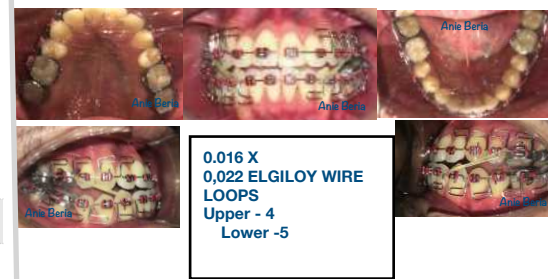 Anie Beria
Anie Beria
Anie Beria
Anie Beria
Anie Beria
0.016 X
0,022 ELGILOY WIRE
LOOPS
Upper - 4
Lower -5